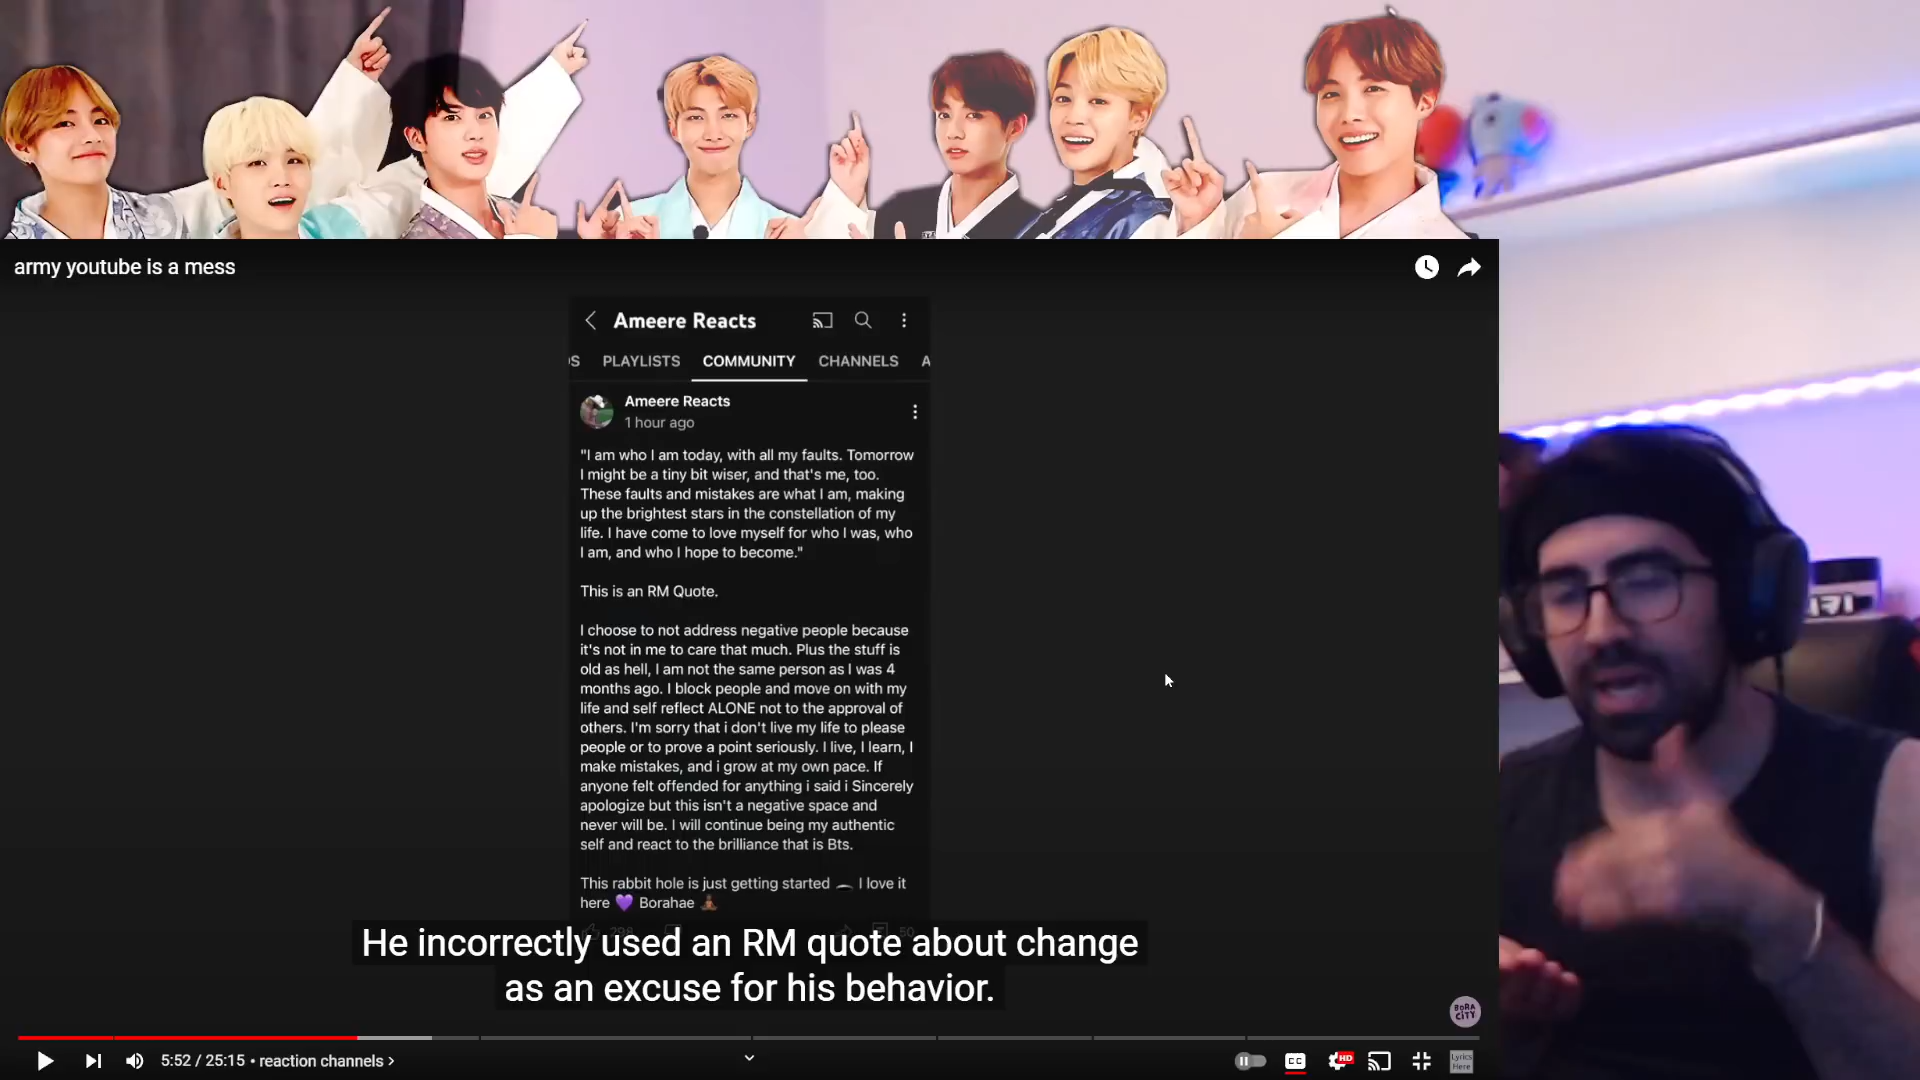 army youtube is a mess
Ameere Reacts
PLAYLISTS COMMUNITY CHANNELS A
Ameere Reacts
1 hour ago
"I am who I am today, with all my faults. Tomorrow
I might be a tiny bit wiser, and that's me, too.
These faults and mistakes are what I am, making
up the brightest stars in the constellation of my
life. I have come to love myself for who I was, who
I am, and who I hope to become."
This is an RM Quote.
I choose to not address negative people because
it's not in me to care that much. Plus the stuff is
old as hell, I am not the same person as I was 4
months ago. I block people and move on with my
life and self reflect ALONE not to the approval of
others. I'm sorry that i don't live my life to please
people or to prove a point seriously. I live, I learn, I
make mistakes, and i grow at my own pace. If
anyone felt offended for anything i said i Sincerely
apologize but this isn't a negative space and
never will be. I will continue being my authentic
self and react to the brilliance that is Bts.
This rabbit hole is just getting started 🕳 I love it
here 💜 Borahae 🧘🏾
He incorrectly used an RM quote about change
as an excuse for his behavior.
BORA
CITY
5:52 / 25:15 • reaction channels ›
CC
HD
Lyrics
Here